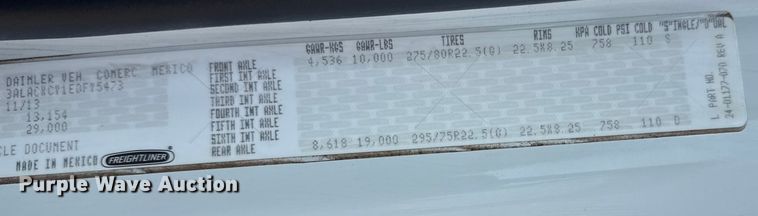 GAWR-KGS GAWR-LBS TIRES RIMS KPA COLD PSI COLD "S"INGLE/"D"UAL
DAIMLER VEH. COMERC. MEXICO FRONT AXLE 4,536 10,000 275/80R22.5(G) 22.5X8.25 758 110 S
FIRST INT AXLE
11/13 SECOND INT AXLE
THIRD INT AXLE
13,154 FOURTH INT AXLE
29,000 FIFTH INT AXLE
SIXTH INT AXLE
CLE DOCUMENT REAR AXLE 8,618 19,000 295/75R22.5(G) 22.5X8.25 758 110 D
MADE IN MEXICO FREIGHTLINER
L PART NO.
24-01177-070 REV A
Purple Wave Auction